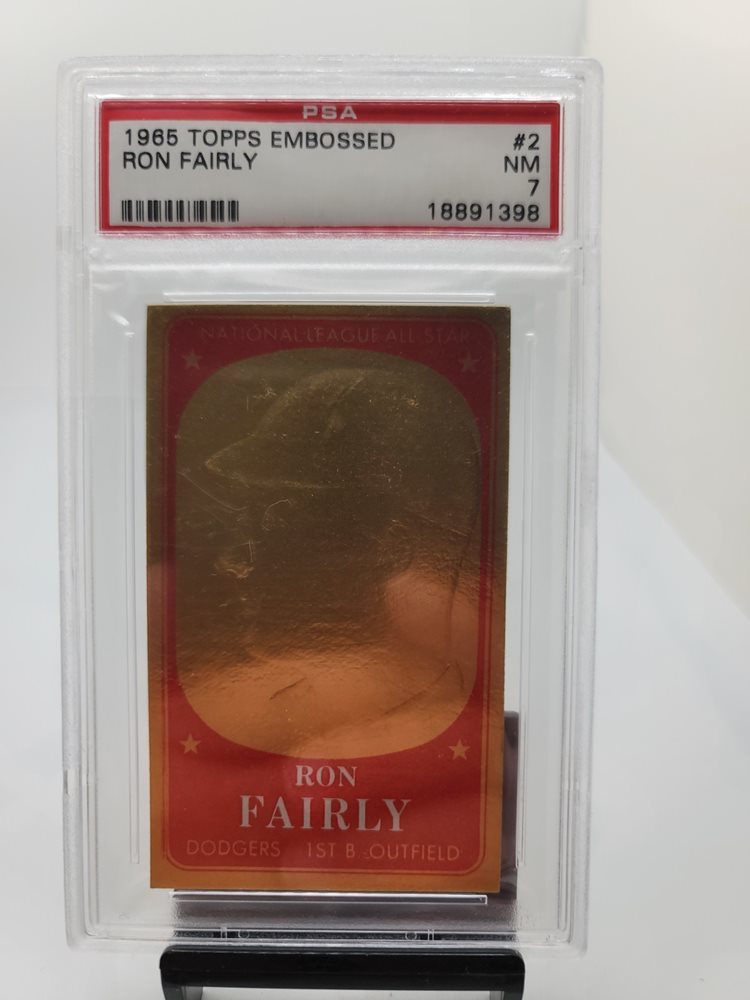 PSA
1965 TOPPS EMBOSSED #2
RON FAIRLY NM
7
18891398
NATIONAL LEAGUE ALL STAR
RON
FAIRLY
DODGERS 1ST B.-OUTFIELD